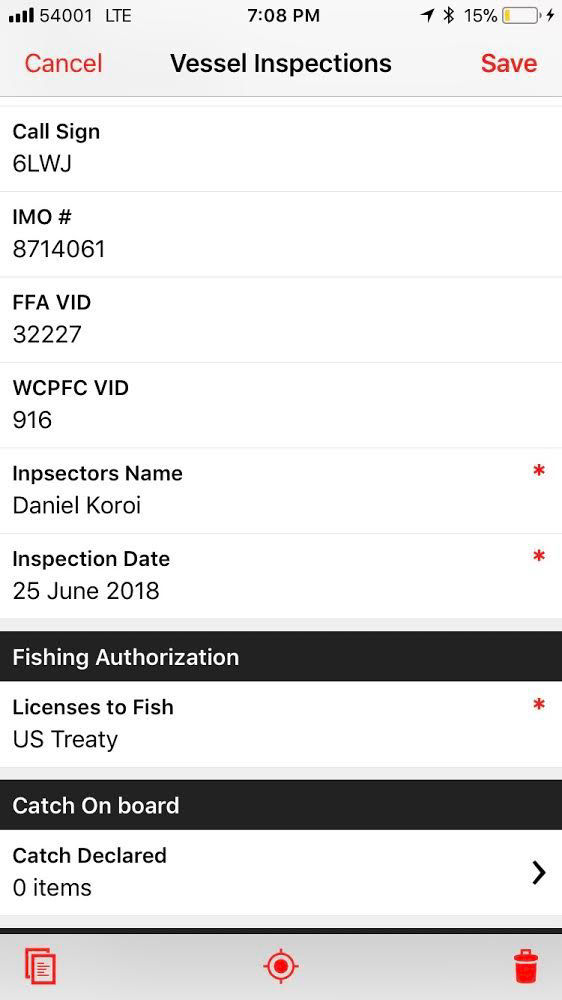 54001 LTE 7:08 PM 15%
Cancel Vessel Inspections Save
Call Sign
6LWJ
IMO #
8714061
FFA VID
32227
WCPFC VID
916
Inpsectors Name *
Daniel Koroi
Inspection Date *
25 June 2018
Fishing Authorization
Licenses to Fish *
US Treaty
Catch On board
Catch Declared
0 items